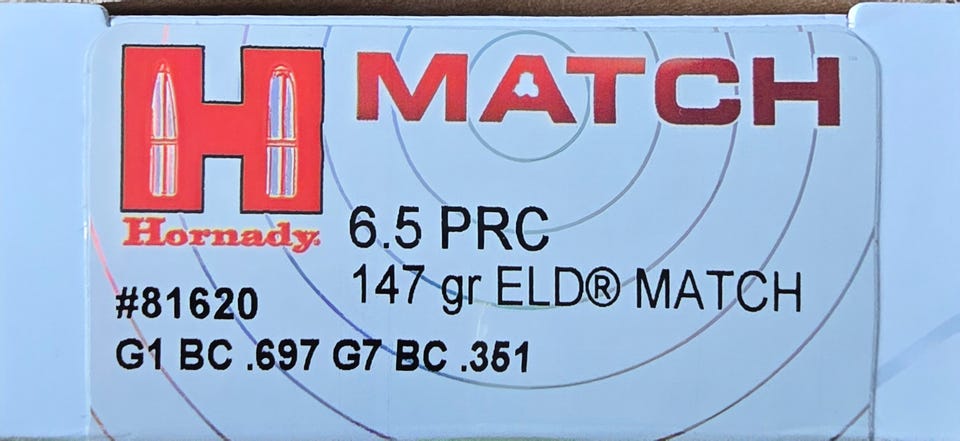 MATCH
Hornady®
6.5 PRC
147 gr ELD® MATCH
#81620
G1 BC .697 G7 BC .351